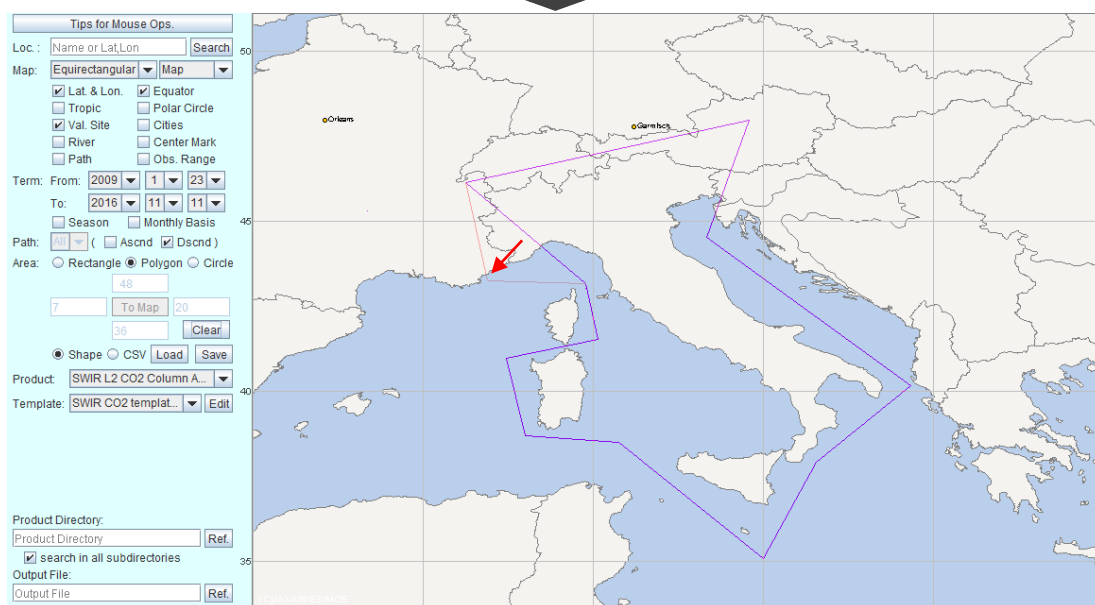 Tips for Mouse Ops.
Loc. : Name or Lat,Lon Search
Map: Equirectangular Map
Lat. & Lon. Equator
Tropic Polar Circle
Val. Site Cities
River Center Mark
Path Obs. Range
Term: From: 2009 1 23
To: 2016 11 11
Season Monthly Basis
Path: All ( Ascnd Dscnd )
Area: Rectangle Polygon Circle
48
7 To Map 20
36 Clear
Shape CSV Load Save
Product: SWIR L2 CO2 Column A...
Template: SWIR CO2 templat... Edit
Product Directory:
Product Directory Ref.
search in all subdirectories
Output File:
Output File Ref.
50
Orleans
Garmisch
45
40
35